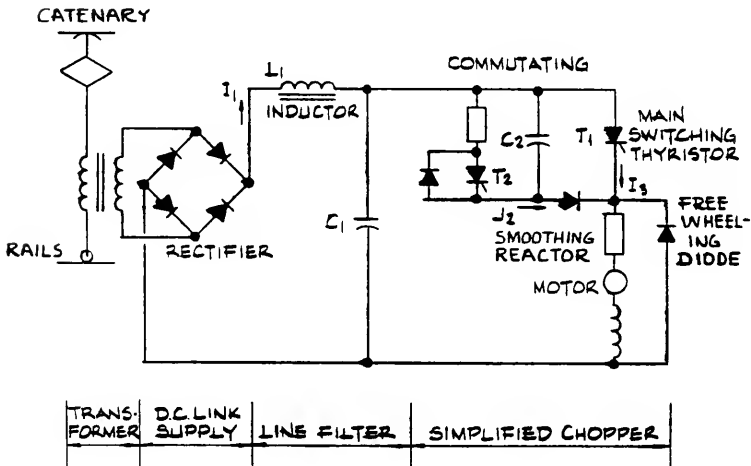 CATENARY
I1
L1
INDUCTOR
COMMUTATING
C2
T1
MAIN
SWITCHING
THYRISTOR
T2
I3
I2
C1
SMOOTHING
REACTOR
FREE
WHEEL-
ING
DIODE
RAILS
RECTIFIER
MOTOR
TRANS-
FORMER
D.C. LINK
SUPPLY
LINE FILTER
SIMPLIFIED CHOPPER